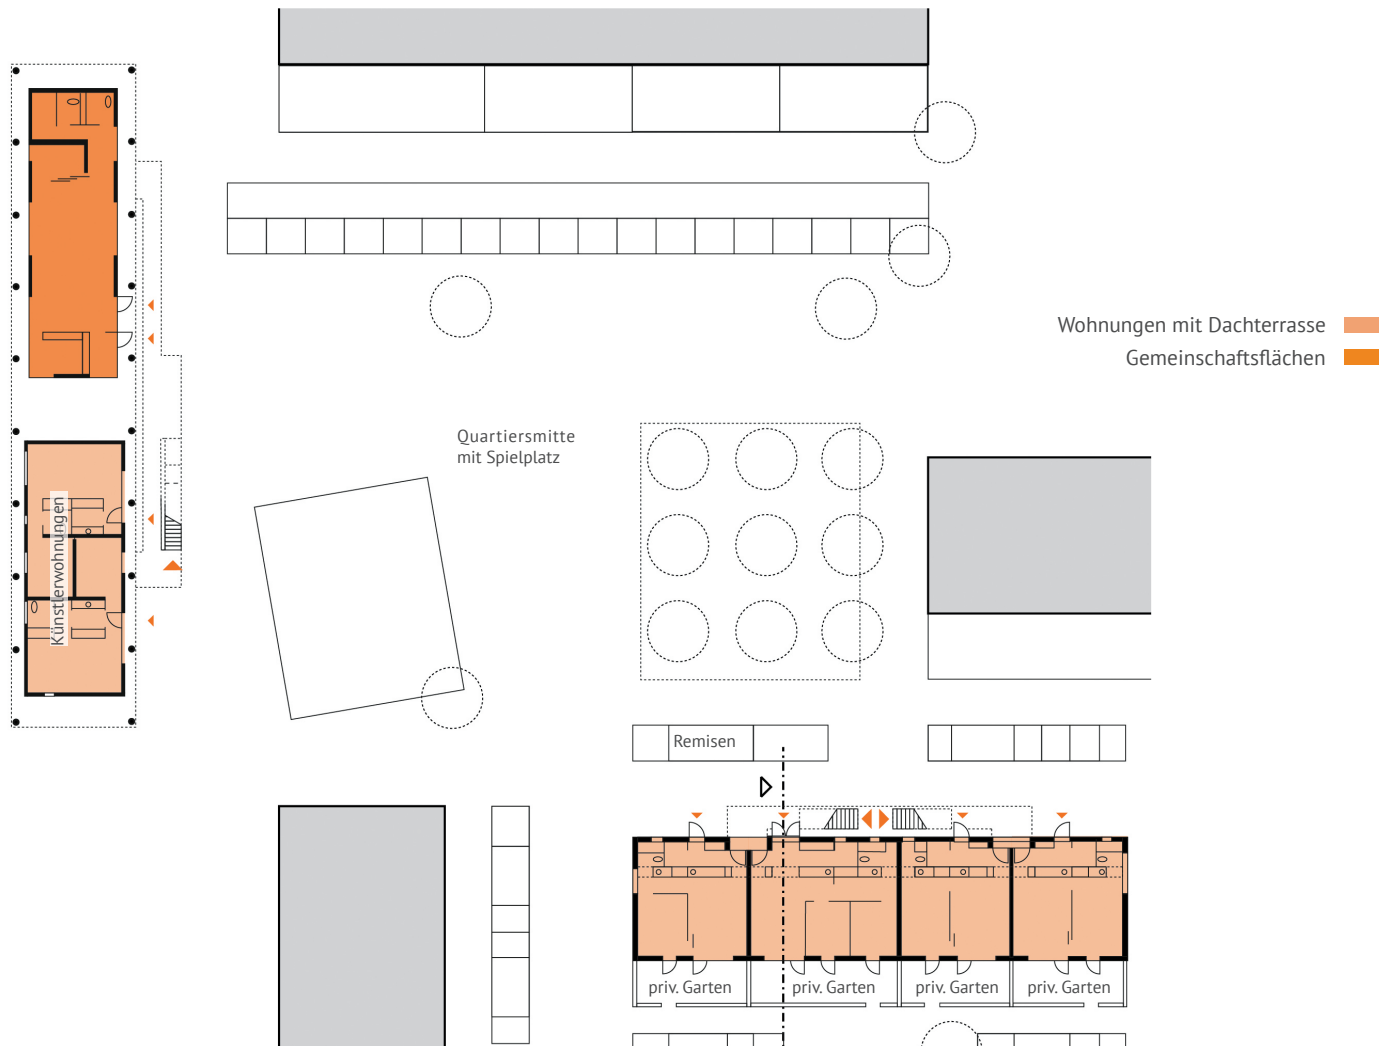 Wohnungen mit Dachterrasse
Gemeinschaftsflächen
Quartiersmitte
mit Spielplatz
Künstlerwohnungen
Remisen
priv. Garten
priv. Garten
priv. Garten
priv. Garten